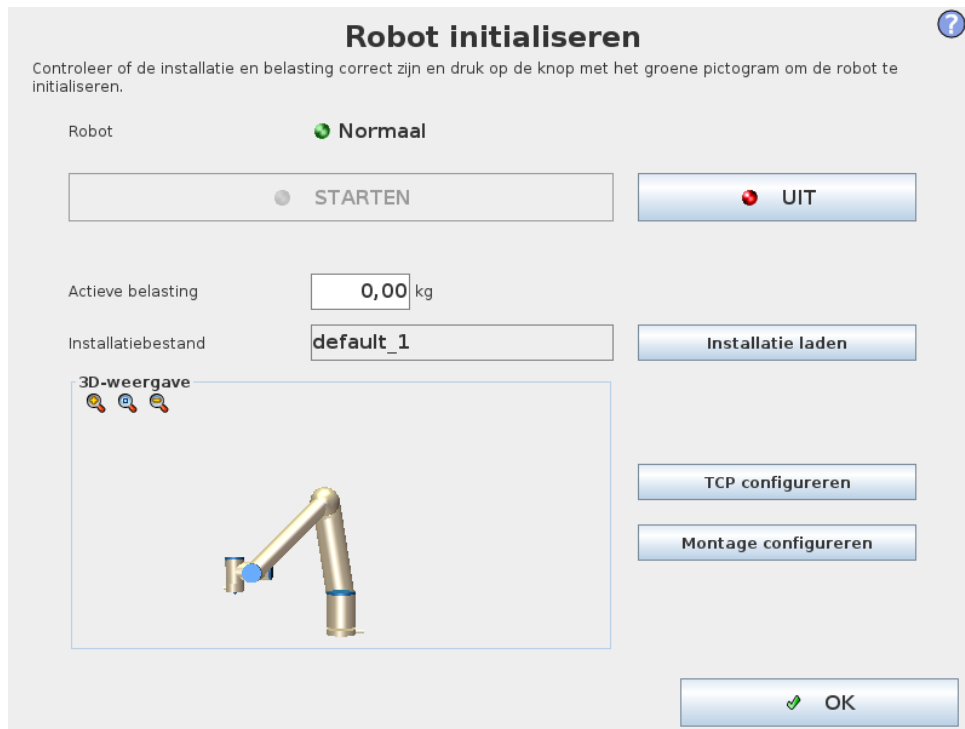 Robot initialiseren
?
Controleer of de installatie en belasting correct zijn en druk op de knop met het groene pictogram om de robot te
initialiseren.
Robot
Normaal
STARTEN
UIT
Actieve belasting
0,00 kg
Installatiebestand
default_1
Installatie laden
3D-weergave
TCP configureren
Montage configureren
OK